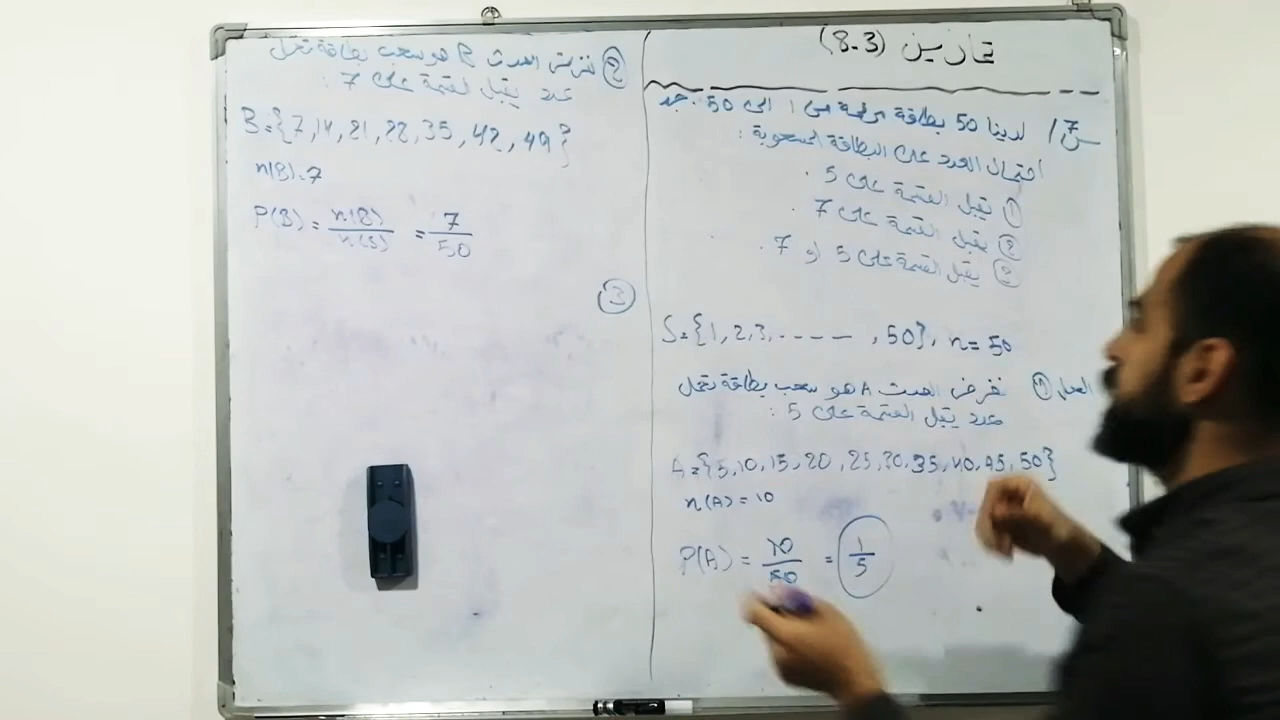 تمارين (8.3)
س7/ لدينا 50 بطاقة مرقمة من 1 الى 50. جد
احتمال العدد على البطاقة المسحوبة:
① يقبل القسمة على 5.
② يقبل القسمة على 7.
③ يقبل القسمة على 5 او 7.
S={1,2,3,----,50}, n=50
الحل ① نفرض الحدث A هو سحب بطاقة تحمل
عدد يقبل القسمة على 5:
A={5,10,15,20,25,30,35,40,45,50}
n(A)=10
P(A) = 10/50 = 1/5
② نفرض الحدث B هو سحب بطاقة تحمل
عدد يقبل القسمة على 7:
B={7,14,21,28,35,42,49}
n(B)=7
P(B) = n(B)/n(S) = 7/50
③